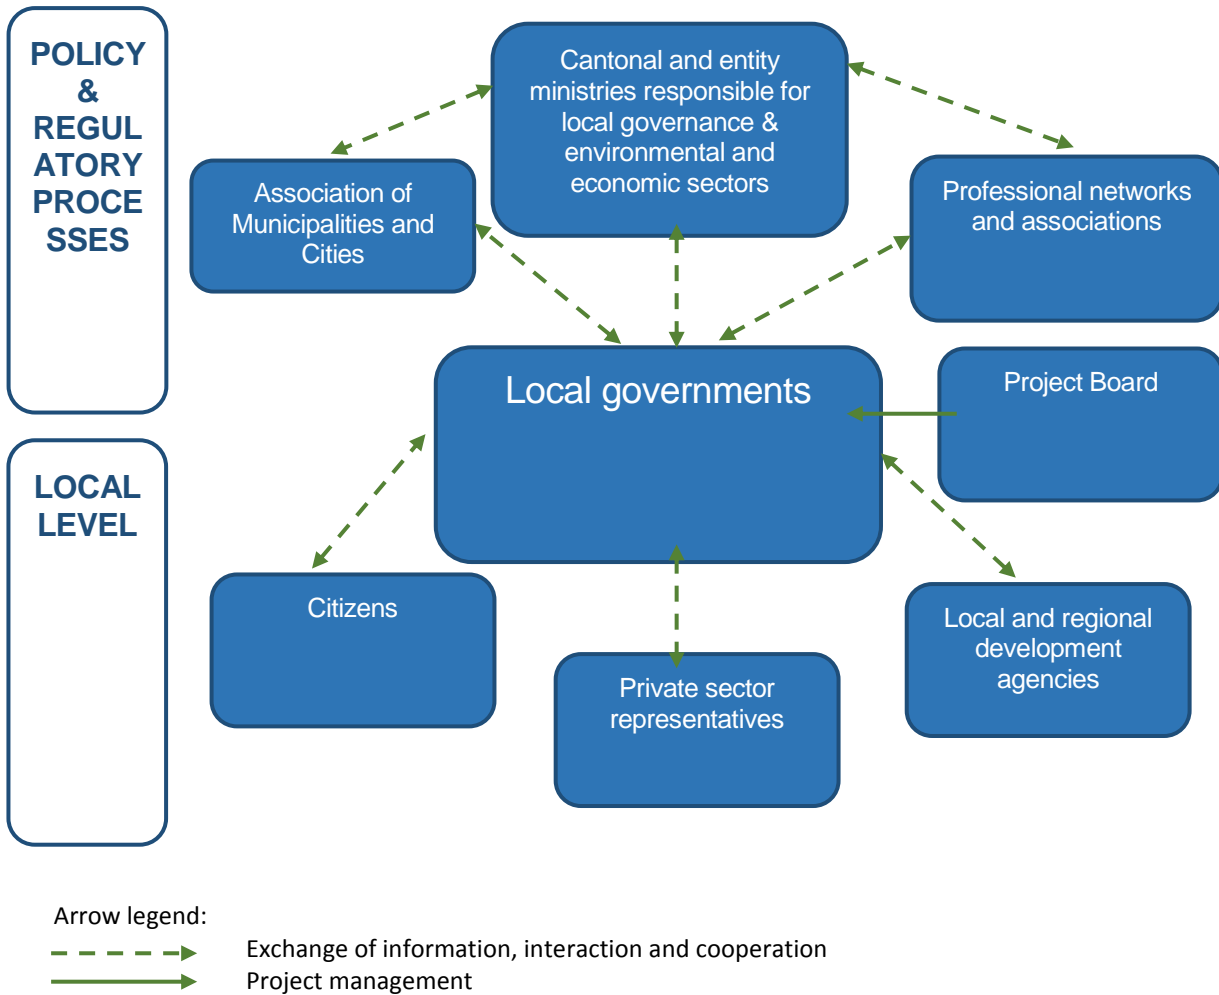 POLICY
&
REGUL
ATORY
PROCE
SSES
Cantonal and entity
ministries responsible for
local governance &
environmental and
economic sectors
Association of
Municipalities and
Cities
Professional networks
and associations
Local governments
Project Board
LOCAL
LEVEL
Citizens
Private sector
representatives
Local and regional
development
agencies
Arrow legend:
Exchange of information, interaction and cooperation
Project management